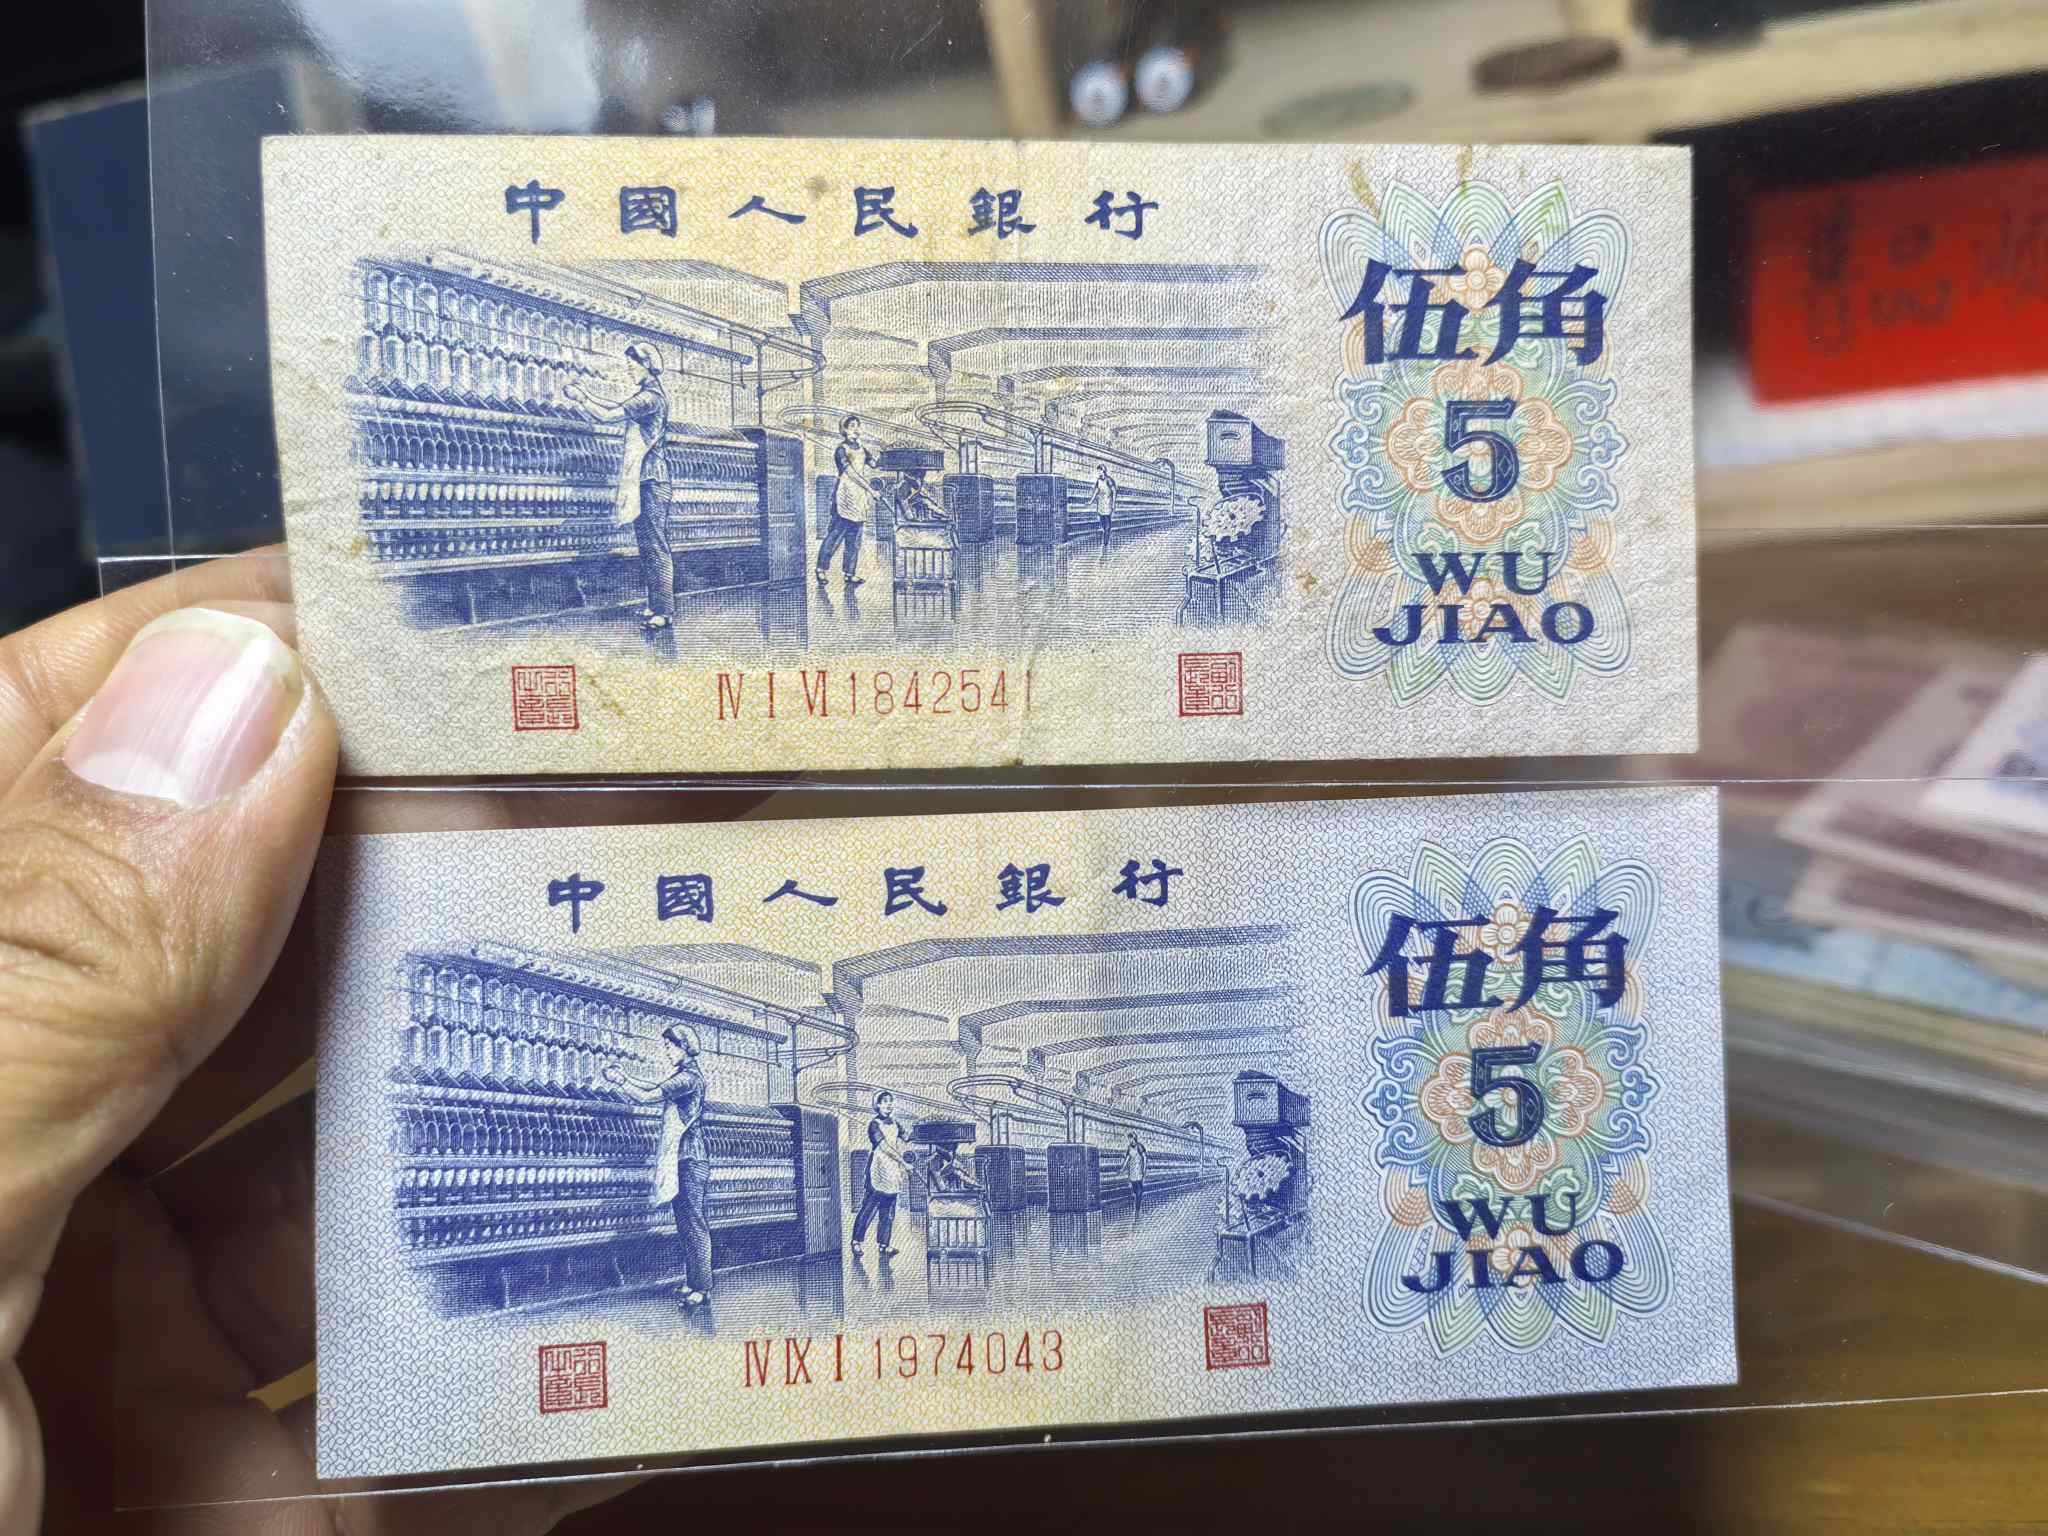 中國人民銀行
伍角
5
WU
JIAO
Ⅳ Ⅰ Ⅵ 1842541
中國人民銀行
伍角
5
WU
JIAO
Ⅳ Ⅸ Ⅰ 1974043